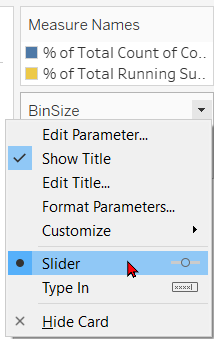 Measure Names
% of Total Count of Co..
% of Total Running Su..
BinSize
Edit Parameter...
Show Title
Edit Title...
Format Parameters...
Customize
Slider
Type In
Hide Card